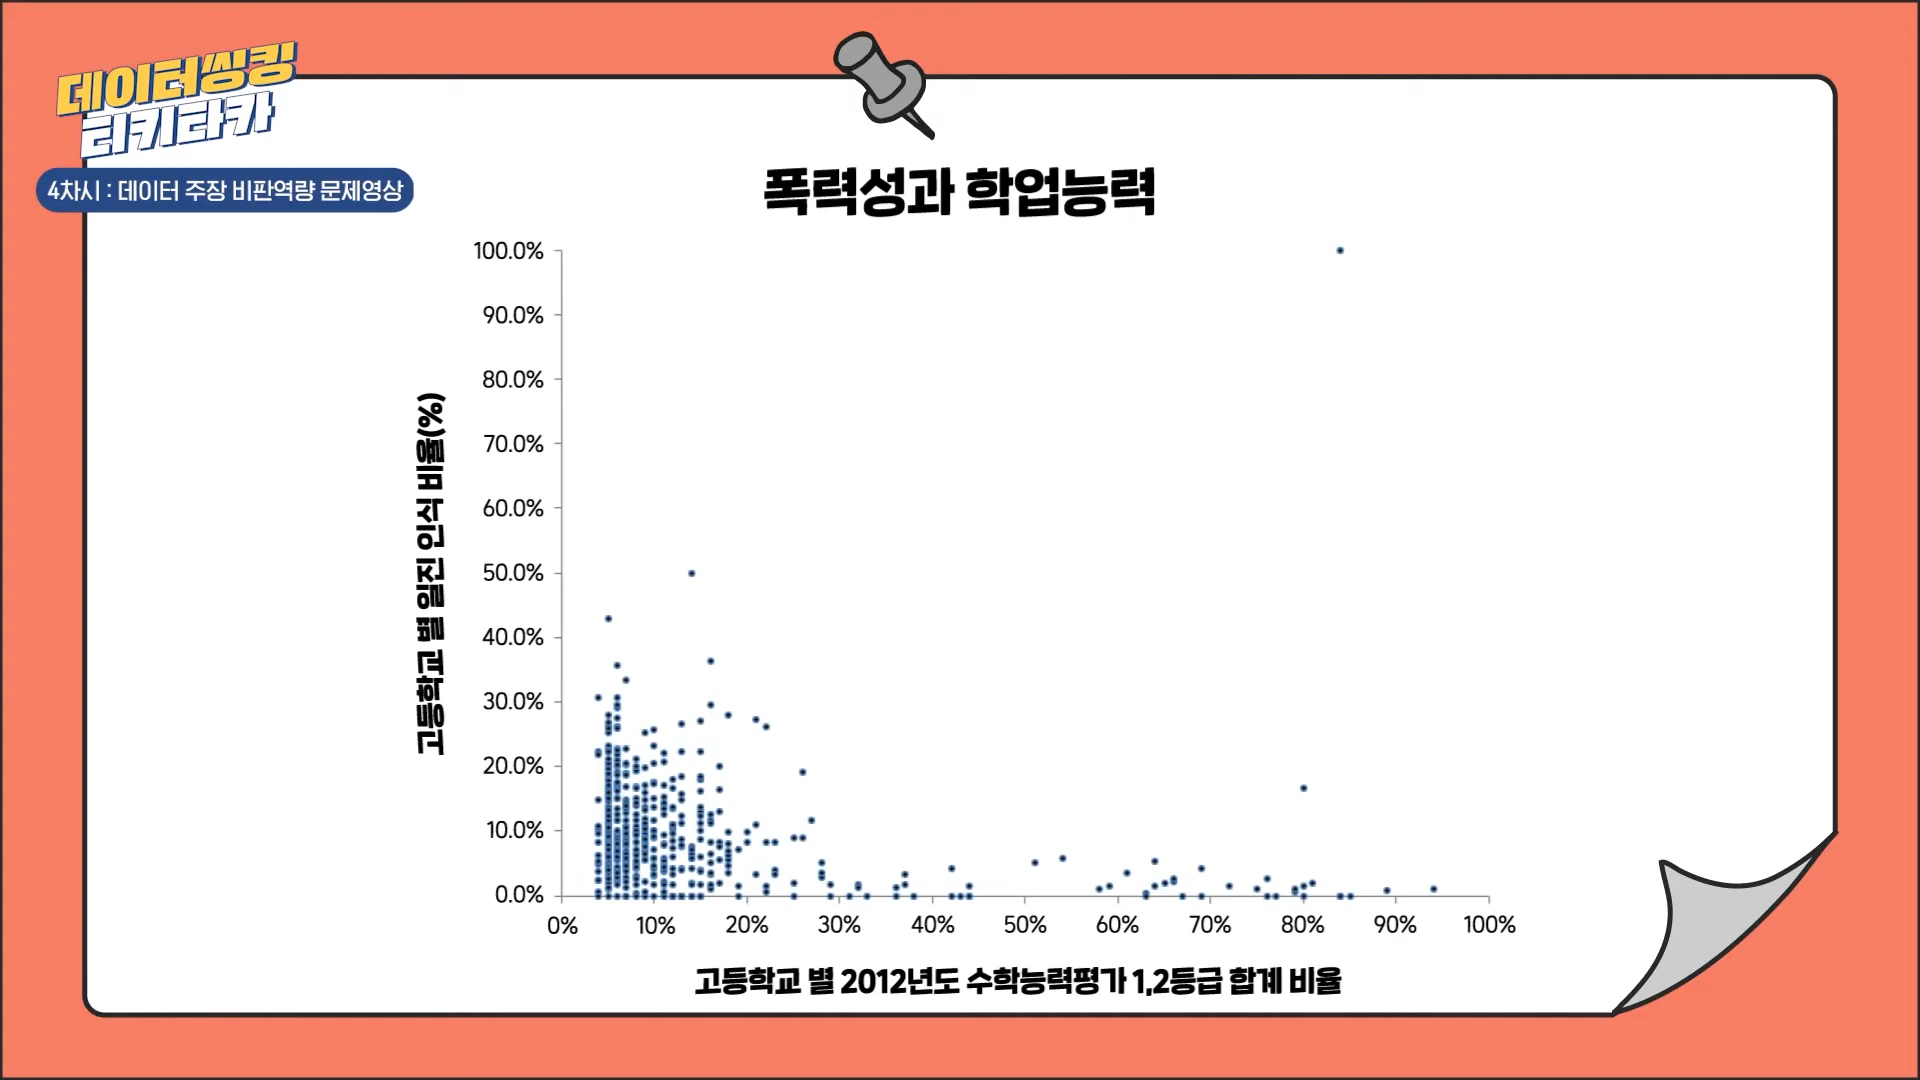 데이터씽킹
티키타카
4차시 : 데이터 주장 비판역량 문제영상
폭력성과 학업능력
고등학교 별 일진 인식 비율(%)
100.0%
90.0%
80.0%
70.0%
60.0%
50.0%
40.0%
30.0%
20.0%
10.0%
0.0%
0% 10% 20% 30% 40% 50% 60% 70% 80% 90% 100%
고등학교 별 2012년도 수학능력평가 1,2등급 합계 비율